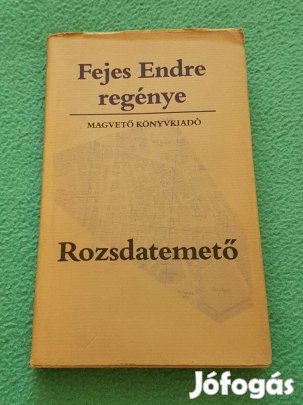 Fejes Endre
regénye
MAGVETŐ KÖNYVKIADÓ
Rozsdatemető
Jófogás